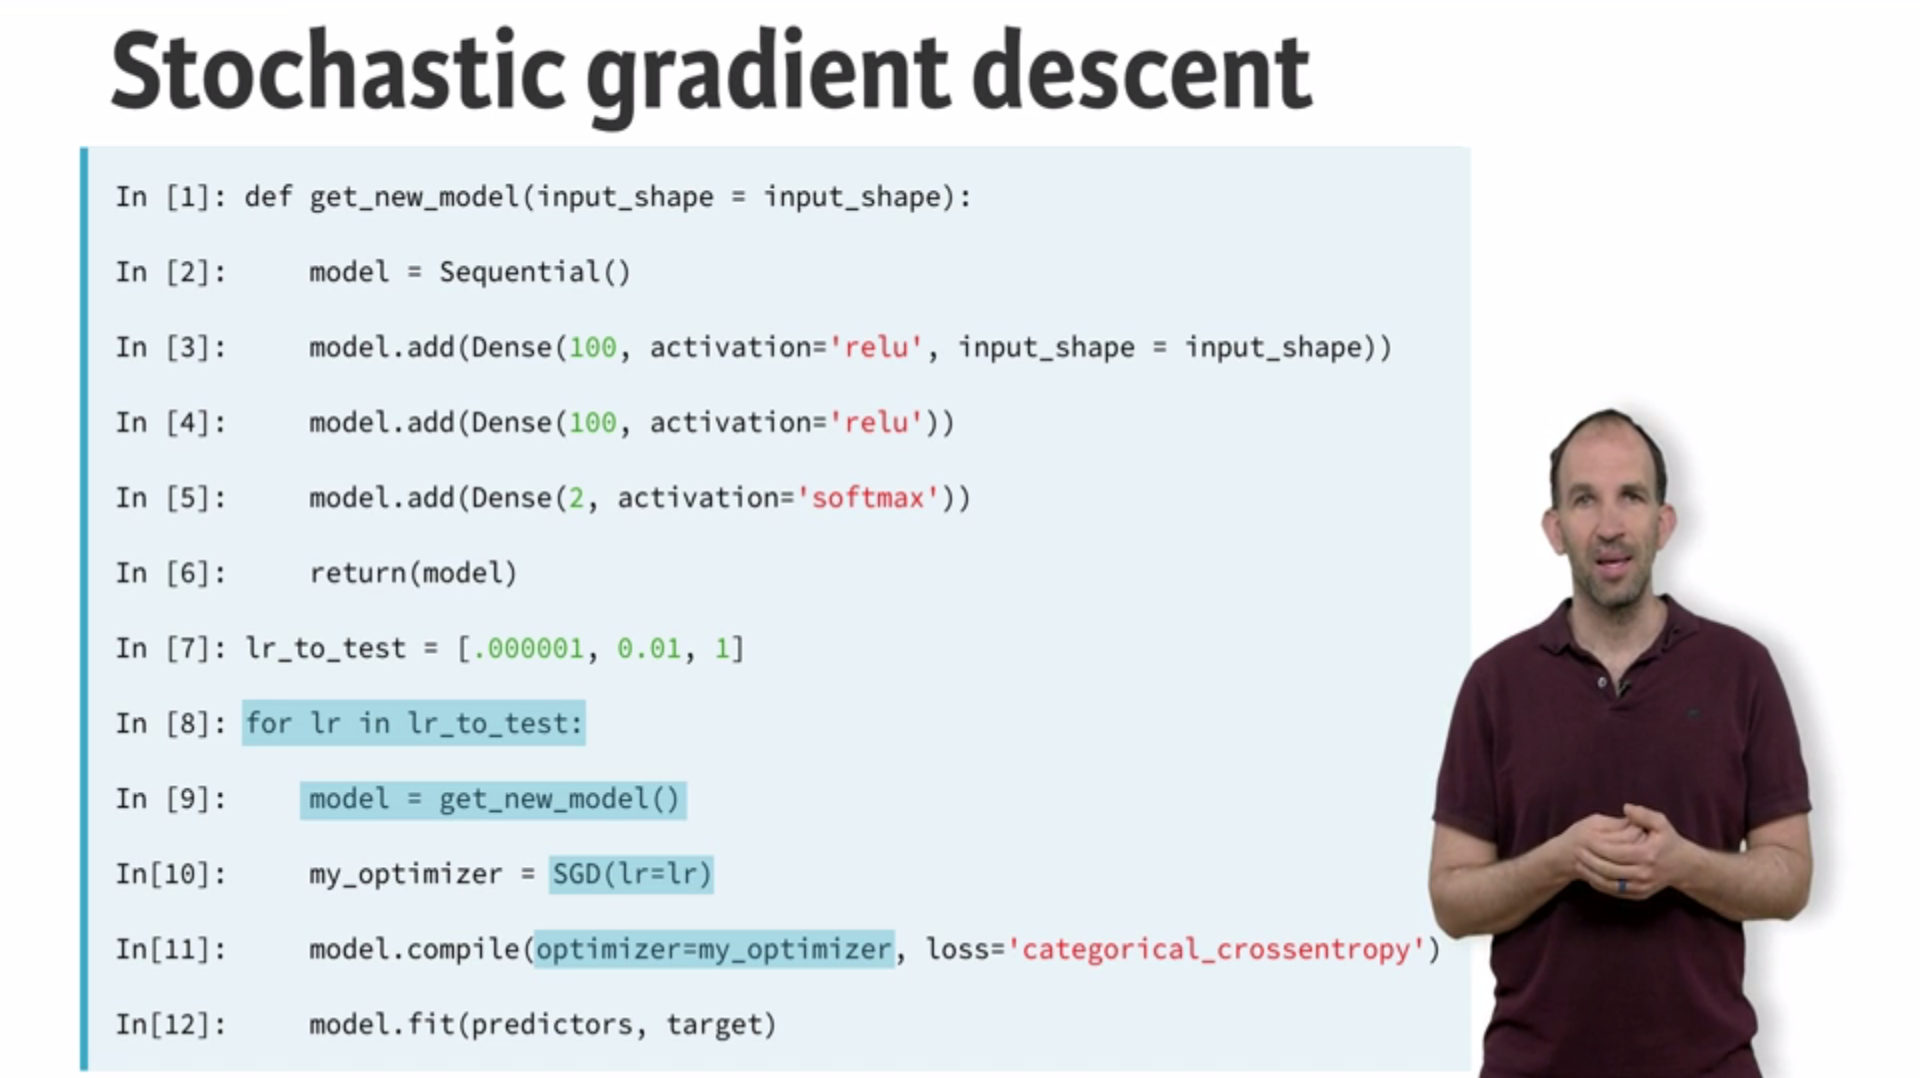 Stochastic gradient descent
In [1]: def get_new_model(input_shape = input_shape):
In [2]:     model = Sequential()
In [3]:     model.add(Dense(100, activation='relu', input_shape = input_shape))
In [4]:     model.add(Dense(100, activation='relu'))
In [5]:     model.add(Dense(2, activation='softmax'))
In [6]:     return(model)
In [7]: lr_to_test = [.000001, 0.01, 1]
In [8]: for lr in lr_to_test:
In [9]:     model = get_new_model()
In[10]:     my_optimizer = SGD(lr=lr)
In[11]:     model.compile(optimizer=my_optimizer, loss='categorical_crossentropy')
In[12]:     model.fit(predictors, target)